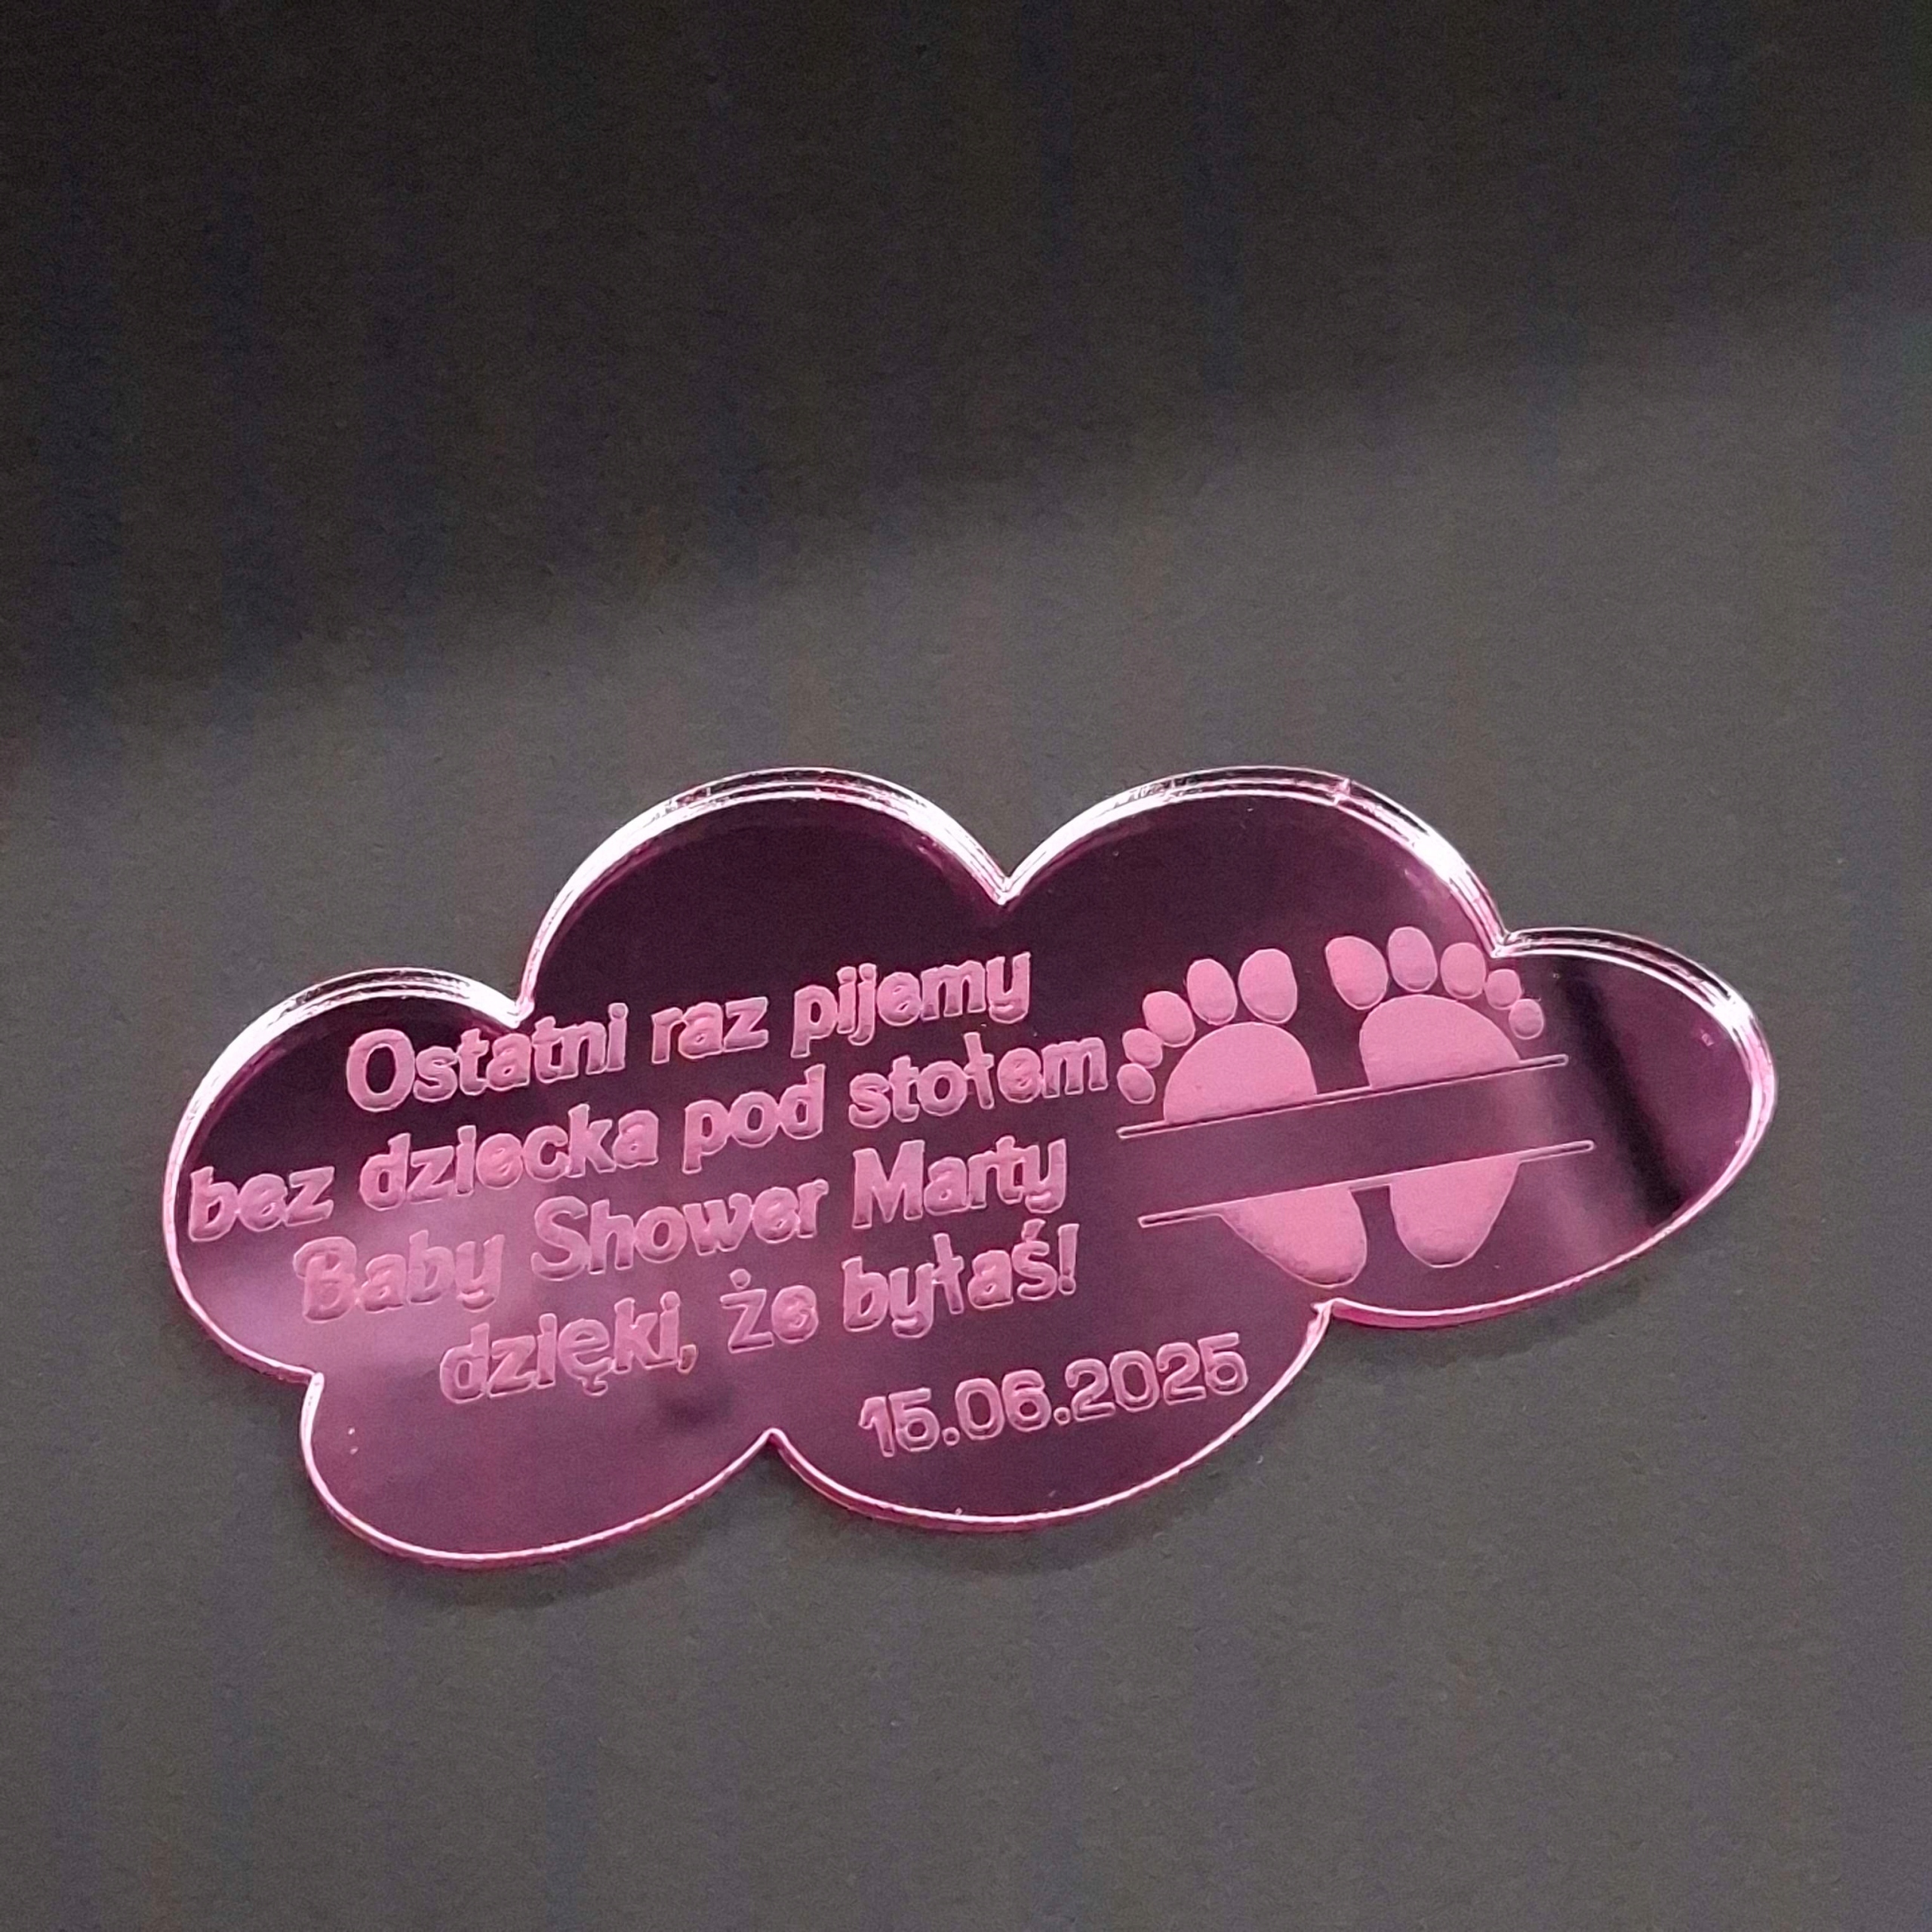 Ostatni raz pijemy
bez dziecka pod stołem
Baby Shower Marty
dzięki, że byłaś!
15.06.2025